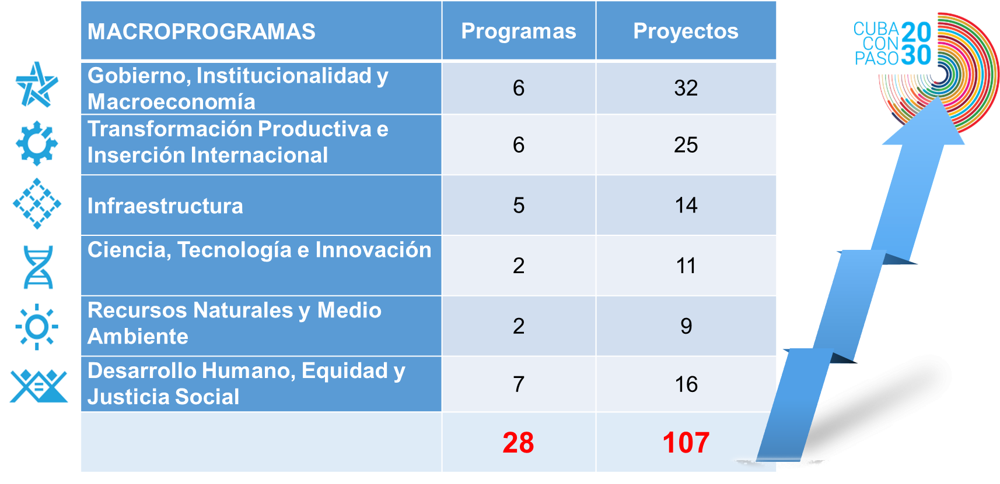 MACROPROGRAMAS Programas Proyectos
Gobierno, Institucionalidad y
Macroeconomía 6 32
Transformación Productiva e
Inserción Internacional 6 25
Infraestructura 5 14
Ciencia, Tecnología e Innovación 2 11
Recursos Naturales y Medio
Ambiente 2 9
Desarrollo Humano, Equidad y
Justicia Social 7 16
28 107
CUBA 20
CON
PASO 30